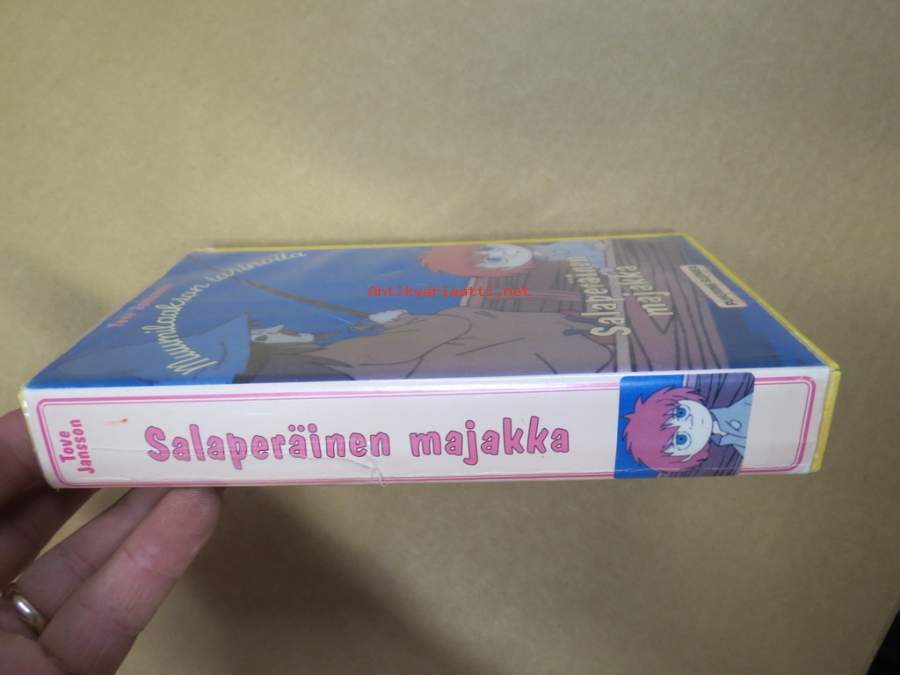 Tove Jansson
Muumilaakson tarinoita
Antikvariaatti.net
Salaperäinen
majakka
Tove
Jansson
Salaperäinen majakka